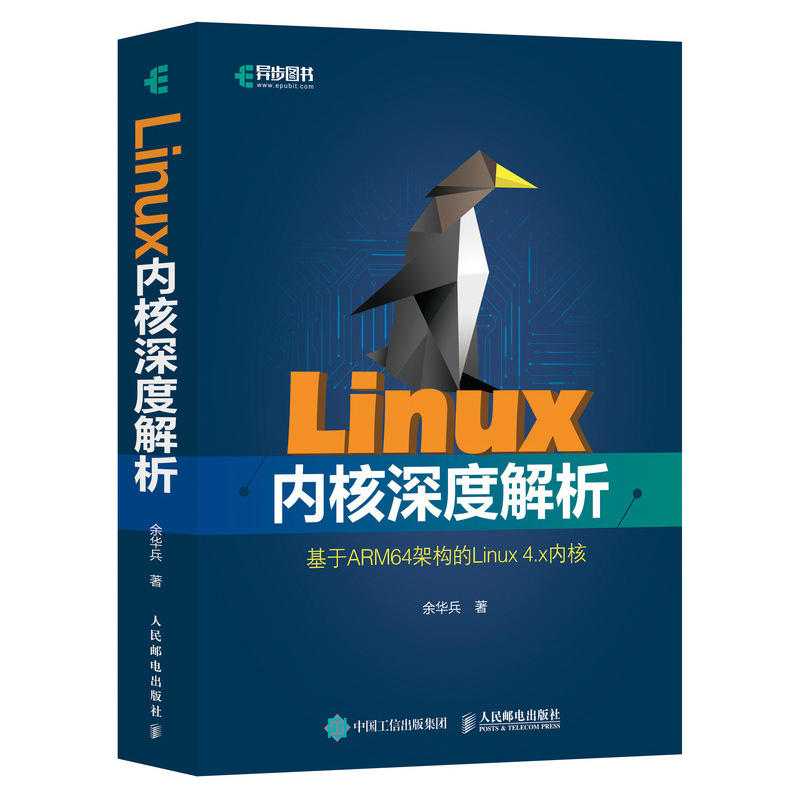 异步图书
www.epubit.com
Linux
内核深度解析
基于ARM64架构的Linux 4.x内核
余华兵 著
中国工信出版集团
人民邮电出版社
POSTS & TELECOM PRESS
Linux内核深度解析
余华兵 著
人民邮电出版社